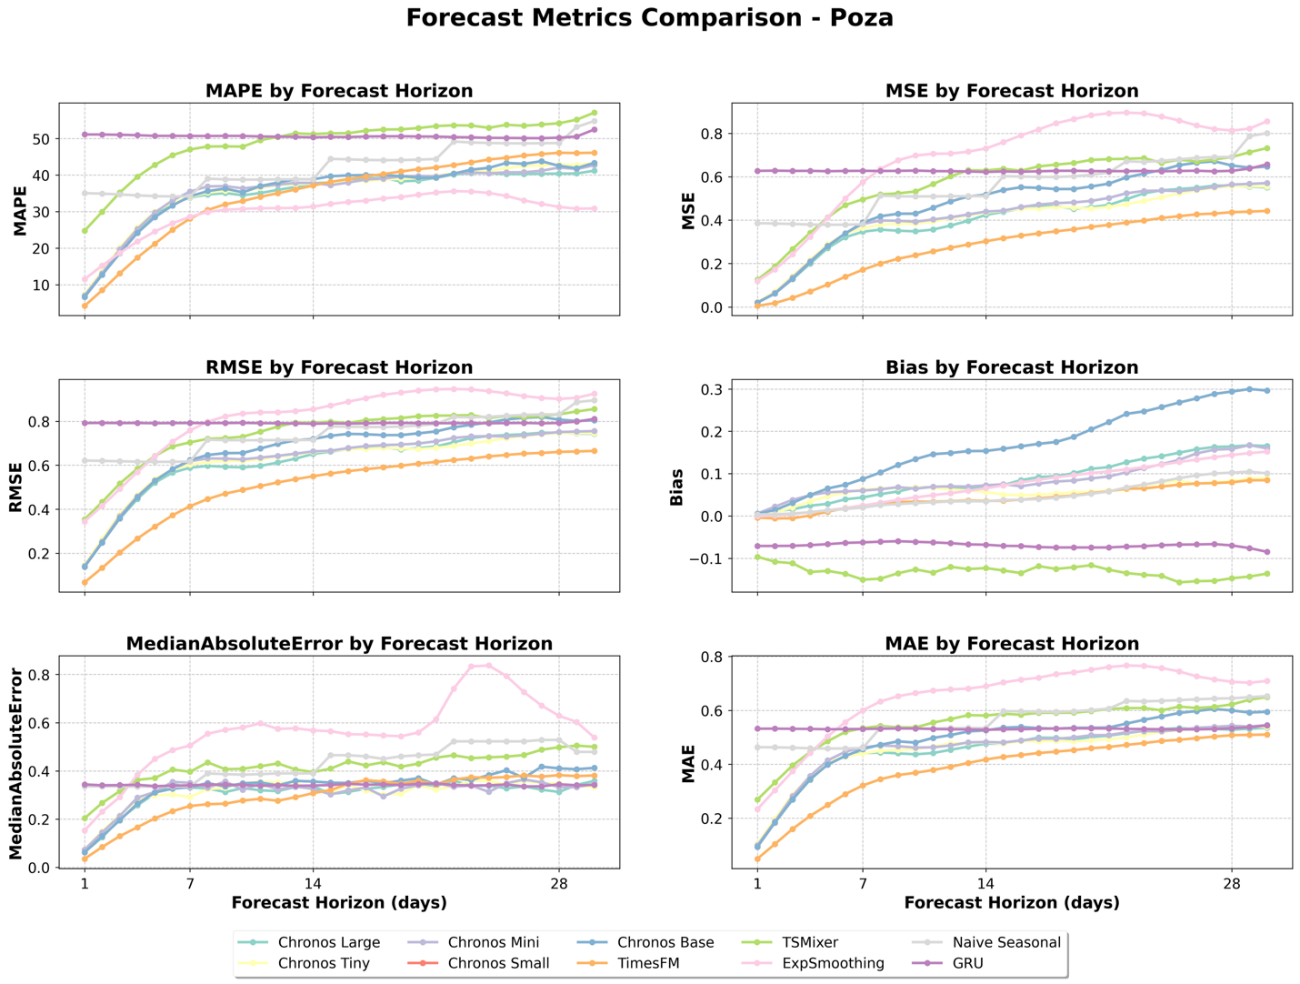 Forecast Metrics Comparison - Poza
MAPE by Forecast Horizon
MAPE
50
40
30
20
10
MSE by Forecast Horizon
MSE
0.8
0.6
0.4
0.2
0.0
RMSE by Forecast Horizon
RMSE
0.8
0.6
0.4
0.2
Bias by Forecast Horizon
Bias
0.3
0.2
0.1
0.0
−0.1
MedianAbsoluteError by Forecast Horizon
MedianAbsoluteError
0.8
0.6
0.4
0.2
0.0
1 7 14 28
Forecast Horizon (days)
MAE by Forecast Horizon
MAE
0.8
0.6
0.4
0.2
1 7 14 28
Forecast Horizon (days)
Chronos Large Chronos Mini Chronos Base TSMixer Naive Seasonal
Chronos Tiny Chronos Small TimesFM ExpSmoothing GRU